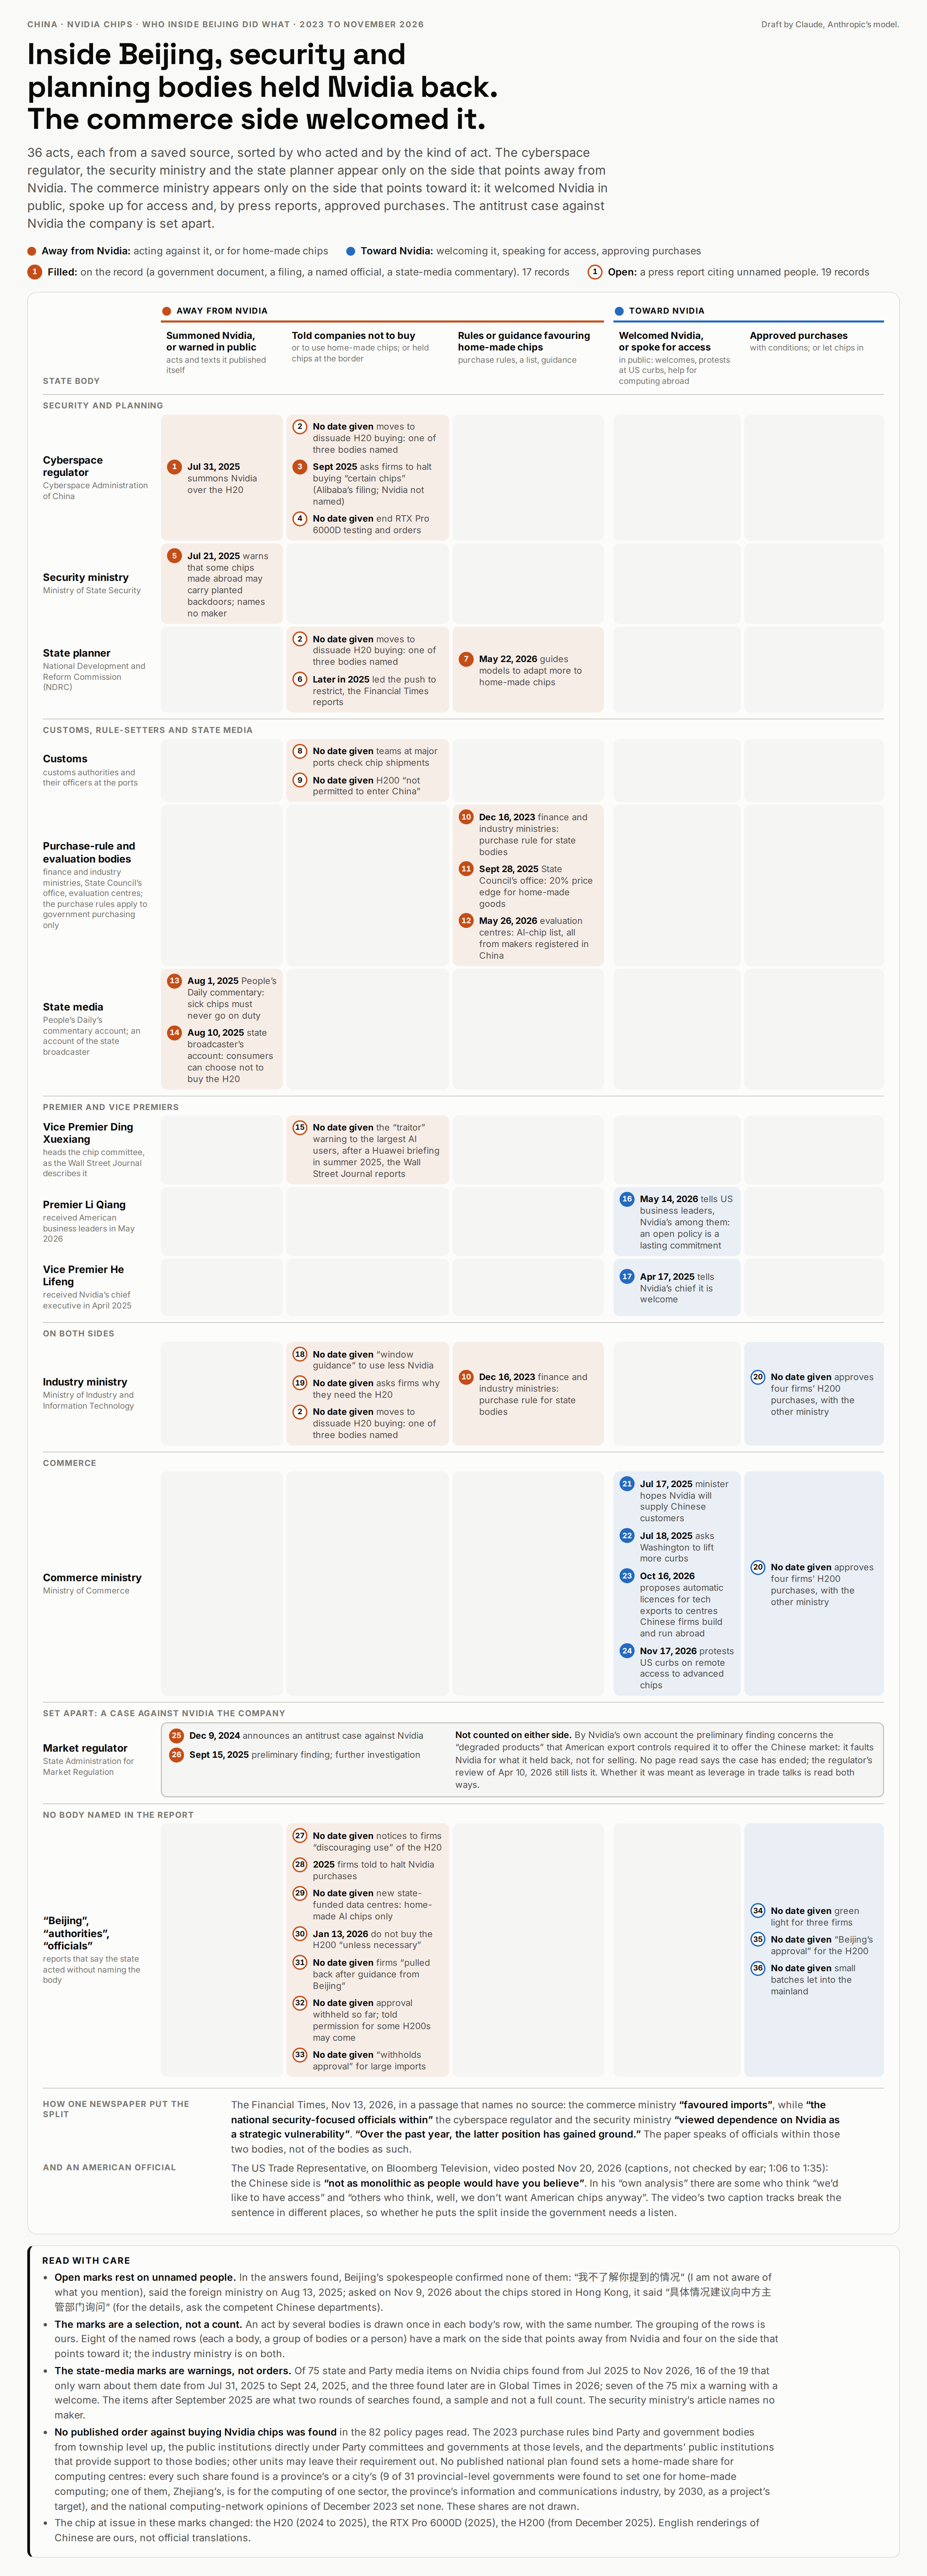 CHINA · NVIDIA CHIPS · WHO INSIDE BEIJING DID WHAT · 2023 TO NOVEMBER 2026
Draft by Claude, Anthropic's model.
Inside Beijing, security and
planning bodies held Nvidia back.
The commerce side welcomed it.
36 acts, each from a saved source, sorted by who acted and by the kind of act. The cyberspace
regulator, the security ministry and the state planner appear only on the side that points away from
Nvidia. The commerce ministry appears only on the side that points toward it: it welcomed Nvidia in
public, spoke up for access and, by press reports, approved purchases. The antitrust case against
Nvidia the company is set apart.
Away from Nvidia: acting against it, or for home-made chips
Toward Nvidia: welcoming it, speaking for access, approving purchases
1 Filled: on the record (a government document, a filing, a named official, a state-media commentary). 17 records
1 Open: a press report citing unnamed people. 19 records
AWAY FROM NVIDIA
TOWARD NVIDIA
STATE BODY
Summoned Nvidia,
or warned in public
acts and texts it published
itself
Told companies not to buy
or to use home-made chips; or held
chips at the border
Rules or guidance favouring
home-made chips
purchase rules, a list, guidance
Welcomed Nvidia,
or spoke for access
in public: welcomes, protests
at US curbs, help for
computing abroad
Approved purchases
with conditions; or let chips in
SECURITY AND PLANNING
Cyberspace
regulator
Cyberspace Administration
of China
1 Jul 31, 2025
summons Nvidia
over the H20
2 No date given moves to
dissuade H20 buying: one of
three bodies named
3 Sept 2025 asks firms to halt
buying "certain chips"
(Alibaba's filing; Nvidia not
named)
4 No date given end RTX Pro
6000D testing and orders
Security ministry
Ministry of State Security
5 Jul 21, 2025 warns
that some chips
made abroad may
carry planted
backdoors; names
no maker
State planner
National Development and
Reform Commission
(NDRC)
2 No date given moves to
dissuade H20 buying: one of
three bodies named
6 Later in 2025 led the push to
restrict, the Financial Times
reports
7 May 22, 2026 guides
models to adapt more to
home-made chips
CUSTOMS, RULE-SETTERS AND STATE MEDIA
Customs
customs authorities and
their officers at the ports
8 No date given teams at major
ports check chip shipments
9 No date given H200 "not
permitted to enter China"
Purchase-rule and
evaluation bodies
finance and industry
ministries, State Council's
office, evaluation centres;
the purchase rules apply to
government purchasing
only
10 Dec 16, 2023 finance and
industry ministries:
purchase rule for state
bodies
11 Sept 28, 2025 State
Council's office: 20% price
edge for home-made
goods
12 May 26, 2026 evaluation
centres: AI-chip list, all
from makers registered in
China
State media
People's Daily's
commentary account; an
account of the state
broadcaster
13 Aug 1, 2025 People's
Daily commentary:
sick chips must
never go on duty
14 Aug 10, 2025 state
broadcaster's
account: consumers
can choose not to
buy the H20
PREMIER AND VICE PREMIERS
Vice Premier Ding
Xuexiang
heads the chip committee,
as the Wall Street Journal
describes it
15 No date given the "traitor"
warning to the largest AI
users, after a Huawei briefing
in summer 2025, the Wall
Street Journal reports
Premier Li Qiang
received American
business leaders in May
2026
16 May 14, 2026 tells US
business leaders,
Nvidia's among them:
an open policy is a
lasting commitment
Vice Premier He
Lifeng
received Nvidia's chief
executive in April 2025
17 Apr 17, 2025 tells
Nvidia's chief it is
welcome
ON BOTH SIDES
Industry ministry
Ministry of Industry and
Information Technology
18 No date given "window
guidance" to use less Nvidia
19 No date given asks firms why
they need the H20
2 No date given moves to
dissuade H20 buying: one of
three bodies named
10 Dec 16, 2023 finance and
industry ministries:
purchase rule for state
bodies
20 No date given approves
four firms' H200
purchases, with the
other ministry
COMMERCE
Commerce ministry
Ministry of Commerce
21 Jul 17, 2025 minister
hopes Nvidia will
supply Chinese
customers
22 Jul 18, 2025 asks
Washington to lift
more curbs
23 Oct 16, 2026
proposes automatic
licences for tech
exports to centres
Chinese firms build
and run abroad
24 Nov 17, 2026 protests
US curbs on remote
access to advanced
chips
20 No date given approves
four firms' H200
purchases, with the
other ministry
SET APART: A CASE AGAINST NVIDIA THE COMPANY
Market regulator
State Administration for
Market Regulation
25 Dec 9, 2024 announces an antitrust case against Nvidia
26 Sept 15, 2025 preliminary finding; further investigation
Not counted on either side. By Nvidia's own account the preliminary finding concerns the
"degraded products" that American export controls required it to offer the Chinese market: it faults
Nvidia for what it held back, not for selling. No page read says the case has ended; the regulator's
review of Apr 10, 2026 still lists it. Whether it was meant as leverage in trade talks is read both
ways.
NO BODY NAMED IN THE REPORT
"Beijing",
"authorities",
"officials"
reports that say the state
acted without naming the
body
27 No date given notices to firms
"discouraging use" of the H20
28 2025 firms told to halt Nvidia
purchases
29 No date given new state-
funded data centres: home-
made AI chips only
30 Jan 13, 2026 do not buy the
H200 "unless necessary"
31 No date given firms "pulled
back after guidance from
Beijing"
32 No date given approval
withheld so far; told
permission for some H200s
may come
33 No date given "withholds
approval" for large imports
34 No date given green
light for three firms
35 No date given "Beijing's
approval" for the H200
36 No date given small
batches let into the
mainland
HOW ONE NEWSPAPER PUT THE
SPLIT
The Financial Times, Nov 13, 2026, in a passage that names no source: the commerce ministry "favoured imports", while "the
national security-focused officials within" the cyberspace regulator and the security ministry "viewed dependence on Nvidia as
a strategic vulnerability". "Over the past year, the latter position has gained ground." The paper speaks of officials within those
two bodies, not of the bodies as such.
AND AN AMERICAN OFFICIAL
The US Trade Representative, on Bloomberg Television, video posted Nov 20, 2026 (captions, not checked by ear; 1:06 to 1:35):
the Chinese side is "not as monolithic as people would have you believe". In his "own analysis" there are some who think "we'd
like to have access" and "others who think, well, we don't want American chips anyway". The video's two caption tracks break the
sentence in different places, so whether he puts the split inside the government needs a listen.
READ WITH CARE
• Open marks rest on unnamed people. In the answers found, Beijing's spokespeople confirmed none of them: "我不了解你提到的情况" (I am not aware of
what you mention), said the foreign ministry on Aug 13, 2025; asked on Nov 9, 2026 about the chips stored in Hong Kong, it said "具体情况建议向中方主
管部门询问" (for the details, ask the competent Chinese departments).
• The marks are a selection, not a count. An act by several bodies is drawn once in each body's row, with the same number. The grouping of the rows is
ours. Eight of the named rows (each a body, a group of bodies or a person) have a mark on the side that points away from Nvidia and four on the side that
points toward it; the industry ministry is on both.
• The state-media marks are warnings, not orders. Of 75 state and Party media items on Nvidia chips found from Jul 2025 to Nov 2026, 16 of the 19 that
only warn about them date from Jul 31, 2025 to Sept 24, 2025, and the three found later are in Global Times in 2026; seven of the 75 mix a warning with a
welcome. The items after September 2025 are what two rounds of searches found, a sample and not a full count. The security ministry's article names no
maker.
• No published order against buying Nvidia chips was found in the 82 policy pages read. The 2023 purchase rules bind Party and government bodies
from township level up, the public institutions directly under Party committees and governments at those levels, and the departments' public institutions
that provide support to those bodies; other units may leave their requirement out. No published national plan found sets a home-made share for
computing centres: every such share found is a province's or a city's (9 of 31 provincial-level governments were found to set one for home-made
computing; one of them, Zhejiang's, is for the computing of one sector, the province's information and communications industry, by 2030, as a project's
target), and the national computing-network opinions of December 2023 set none. These shares are not drawn.
• The chip at issue in these marks changed: the H20 (2024 to 2025), the RTX Pro 6000D (2025), the H200 (from December 2025). English renderings of
Chinese are ours, not official translations.